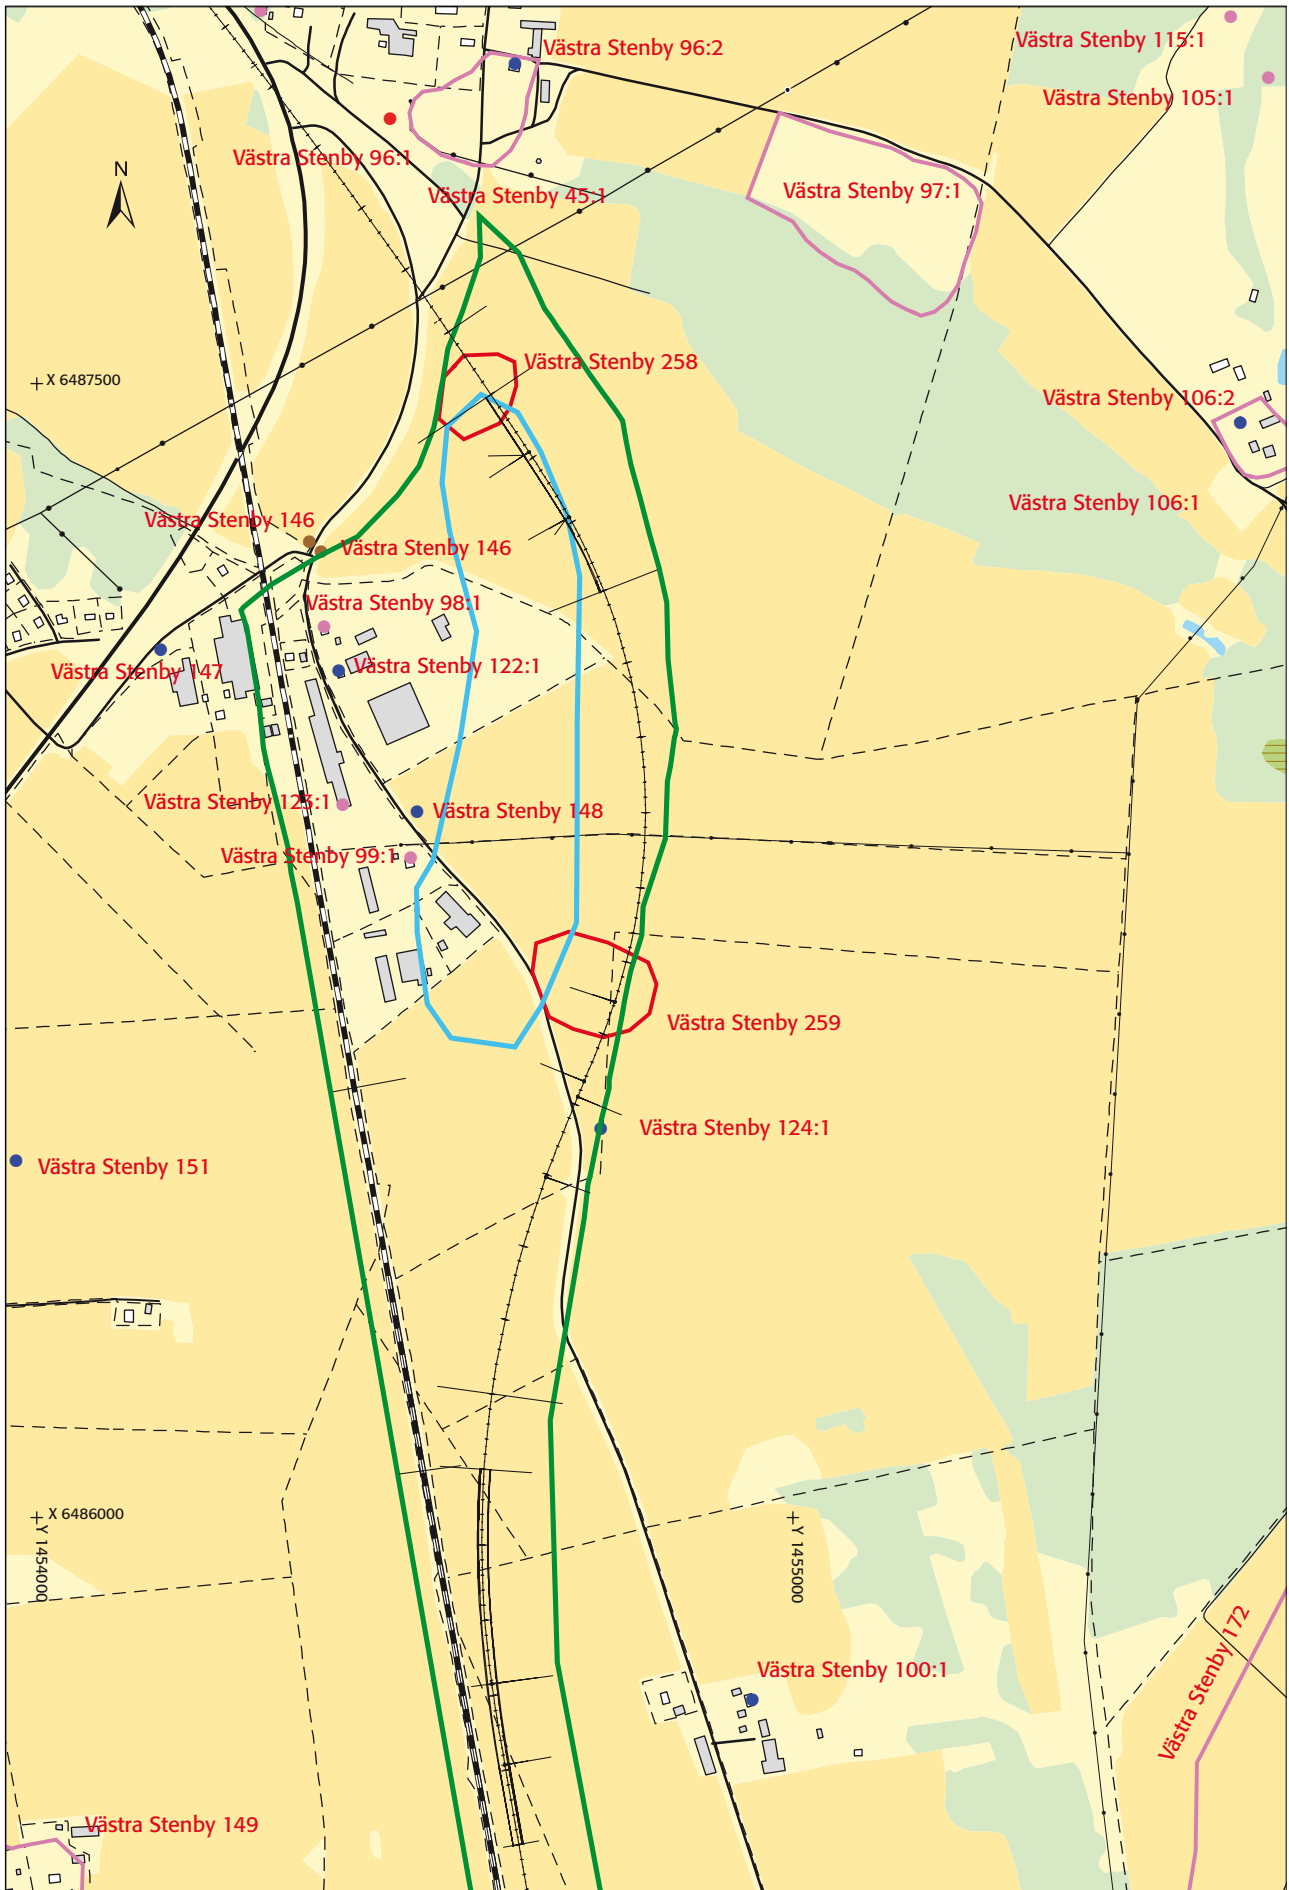 Västra Stenby 96:2
Västra Stenby 115:1
Västra Stenby 105:1
Västra Stenby 96:1
N
Västra Stenby 45:1
Västra Stenby 97:1
Västra Stenby 258
X 6487500
Västra Stenby 106:2
Västra Stenby 106:1
Västra Stenby 146
Västra Stenby 146
Västra Stenby 98:1
Västra Stenby 147
Västra Stenby 122:1
Västra Stenby 123:1
Västra Stenby 148
Västra Stenby 99:1
Västra Stenby 259
Västra Stenby 124:1
Västra Stenby 151
X 6486000
Y 1454000
Y 1455000
Västra Stenby 172
Västra Stenby 100:1
Västra Stenby 149